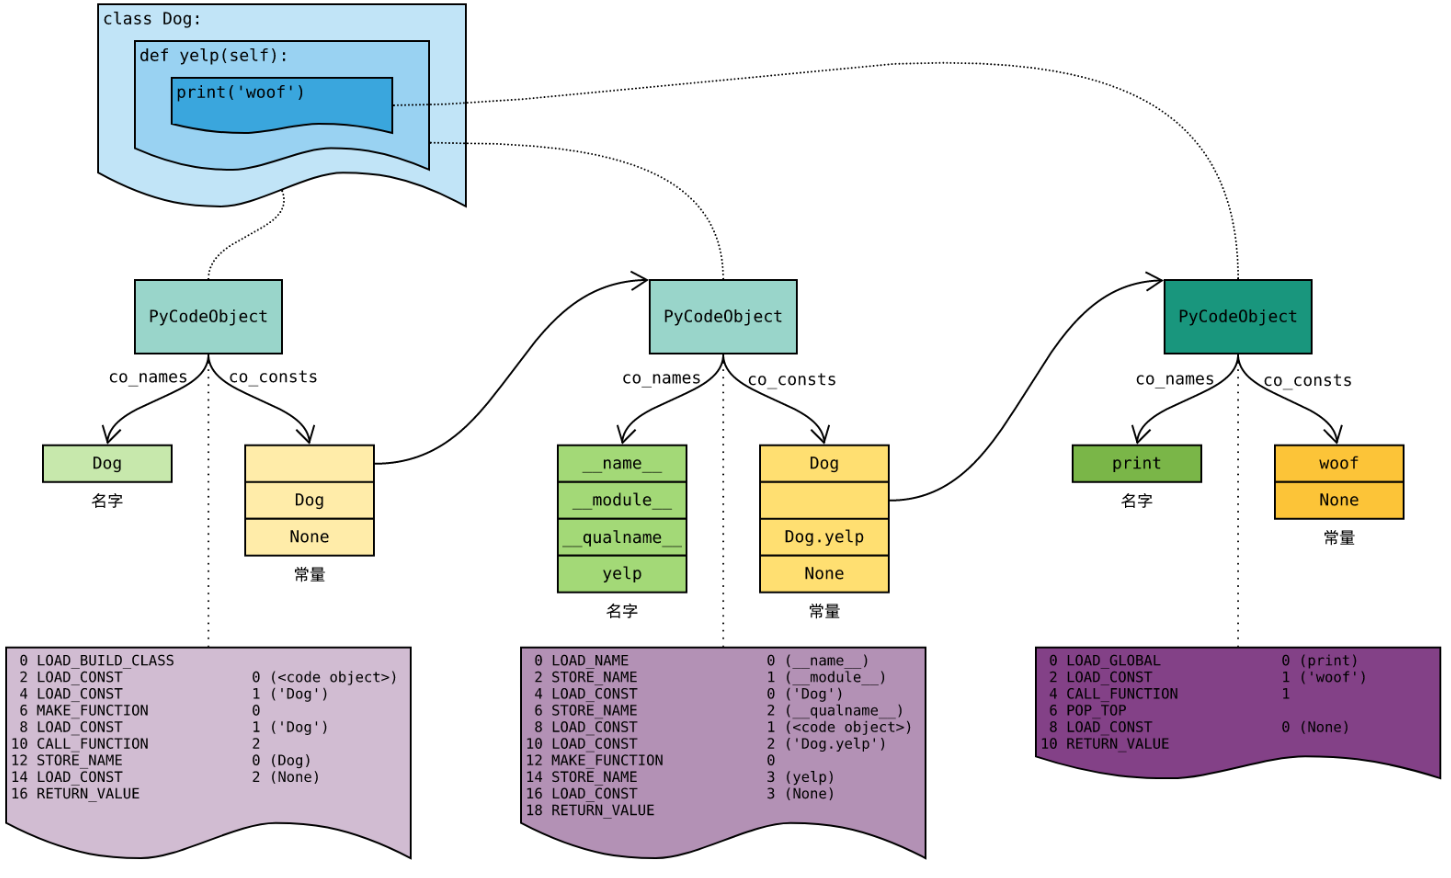 class Dog:
def yelp(self):
print('woof')
PyCodeObject
PyCodeObject
PyCodeObject
co_names
co_consts
co_names
co_consts
co_names
co_consts
Dog
名字
Dog
None
常量
__name__
__module__
__qualname__
yelp
名字
Dog
Dog.yelp
None
常量
print
名字
woof
None
常量
0 LOAD_BUILD_CLASS
2 LOAD_CONST 0 (<code object>)
4 LOAD_CONST 1 ('Dog')
6 MAKE_FUNCTION 0
8 LOAD_CONST 1 ('Dog')
10 CALL_FUNCTION 2
12 STORE_NAME 0 (Dog)
14 LOAD_CONST 2 (None)
16 RETURN_VALUE
0 LOAD_NAME 0 (__name__)
2 STORE_NAME 1 (__module__)
4 LOAD_CONST 0 ('Dog')
6 STORE_NAME 2 (__qualname__)
8 LOAD_CONST 1 (<code object>)
10 LOAD_CONST 2 ('Dog.yelp')
12 MAKE_FUNCTION 0
14 STORE_NAME 3 (yelp)
16 LOAD_CONST 3 (None)
18 RETURN_VALUE
0 LOAD_GLOBAL 0 (print)
2 LOAD_CONST 1 ('woof')
4 CALL_FUNCTION 1
6 POP_TOP
8 LOAD_CONST 0 (None)
10 RETURN_VALUE